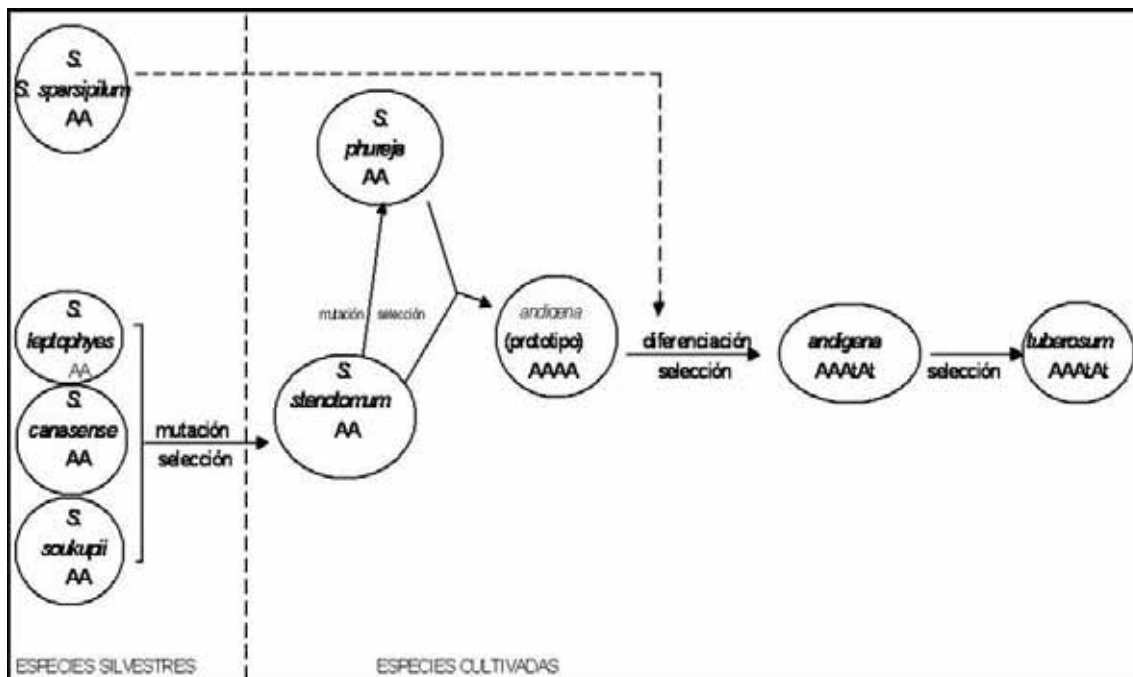 S.
S. sparsipilum
AA
S.
phureja
AA
S.
leptophyes
AA
S.
canasense
AA
S.
soukupii
AA
mutación
selección
mutación
selección
S.
stenotomum
AA
andigena
(prototipo)
AAAA
diferenciación
selección
andigena
AAAtAt
selección
tuberosum
AAAtAt
ESPECIES SILVESTRES
ESPECIES CULTIVADAS